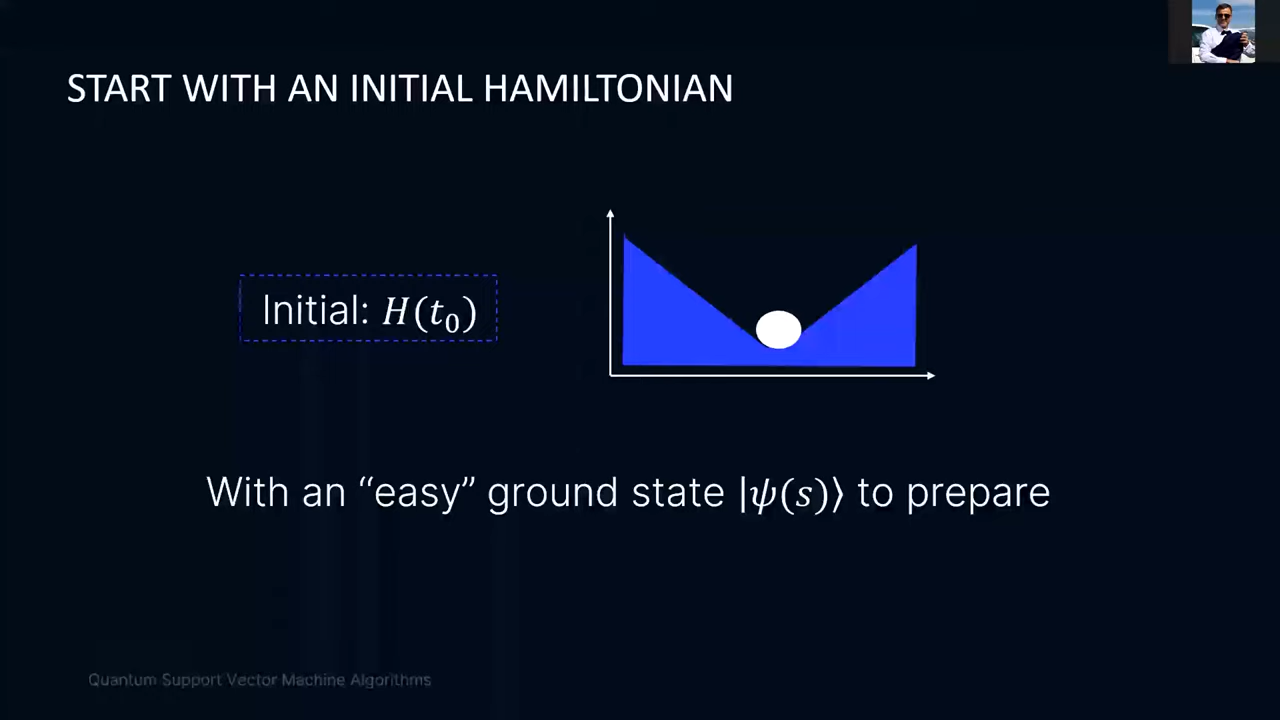 START WITH AN INITIAL HAMILTONIAN
Initial: H(t₀)
With an “easy” ground state |ψ(s)⟩ to prepare
Quantum Support Vector Machine Algorithms